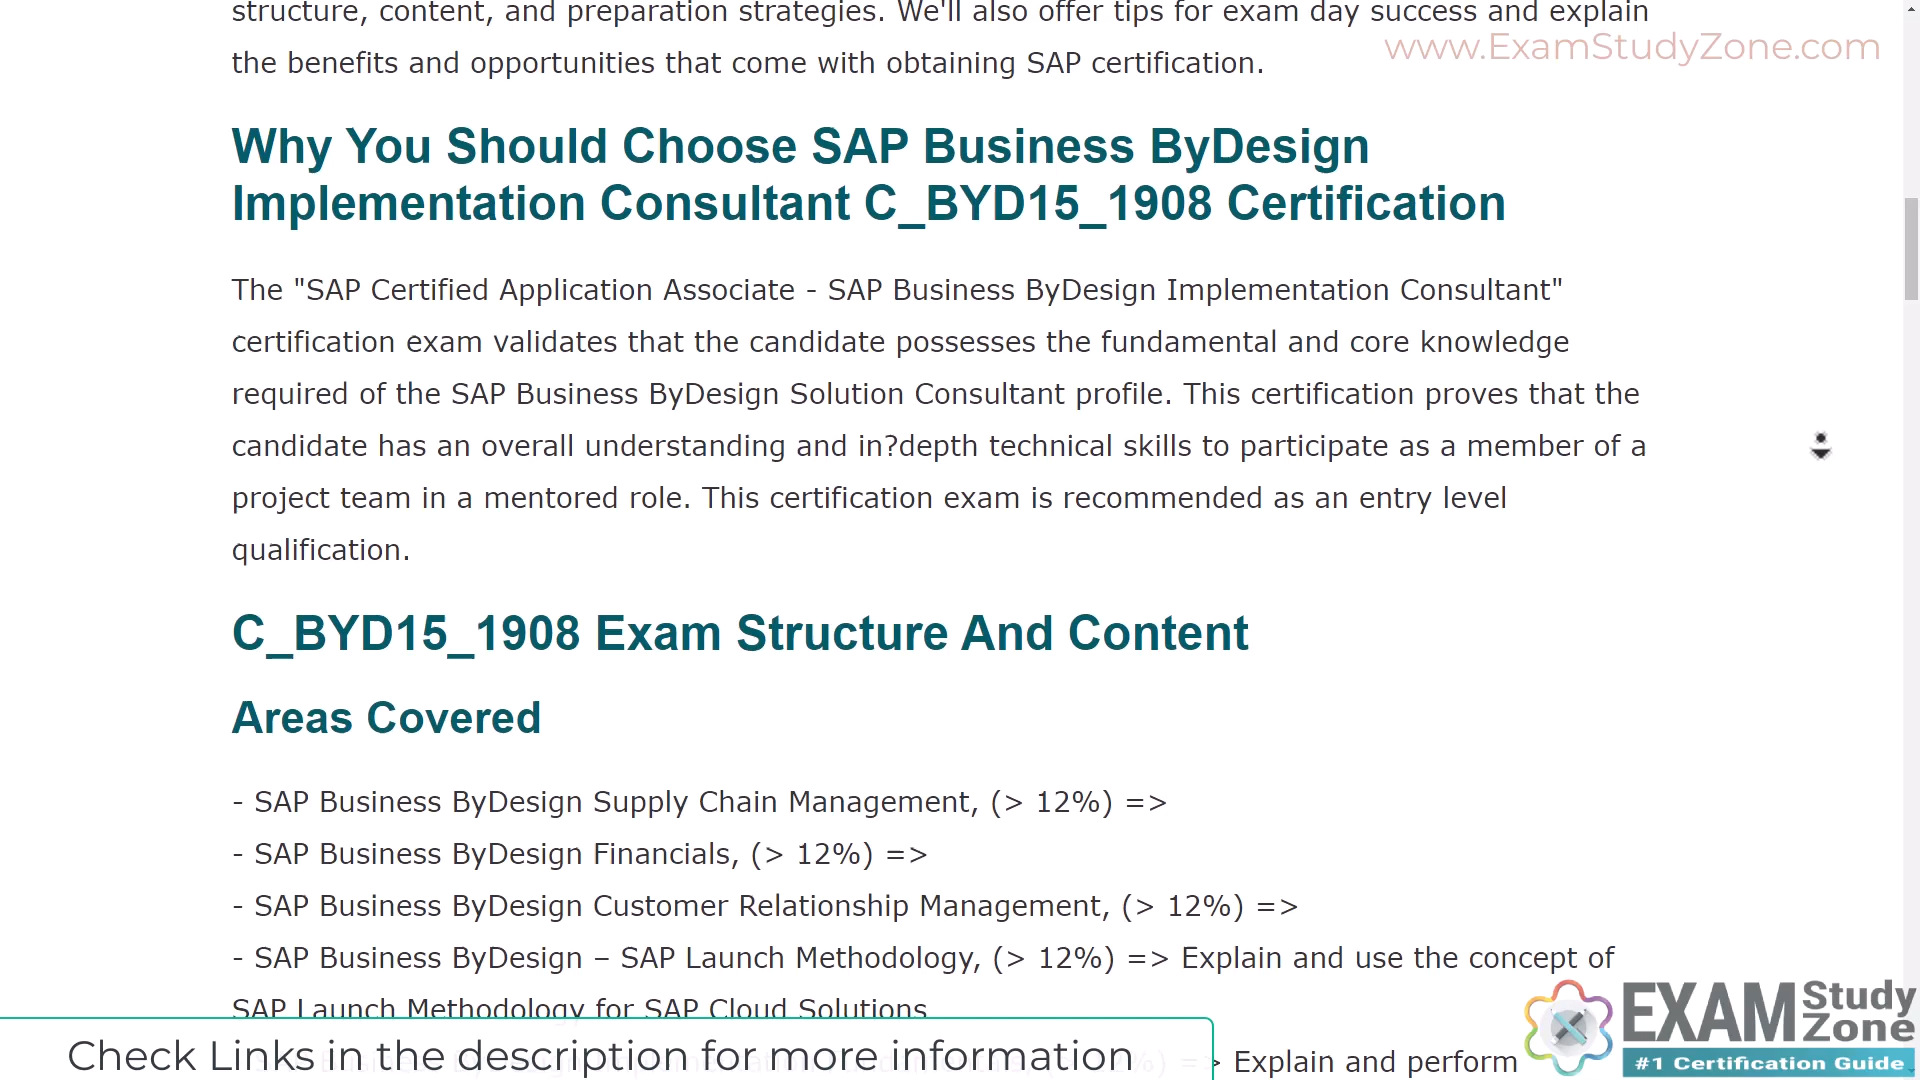 structure, content, and preparation strategies. We'll also offer tips for exam day success and explain
www.ExamStudyZone.com
the benefits and opportunities that come with obtaining SAP certification.
Why You Should Choose SAP Business ByDesign
Implementation Consultant C_BYD15_1908 Certification
The "SAP Certified Application Associate - SAP Business ByDesign Implementation Consultant"
certification exam validates that the candidate possesses the fundamental and core knowledge
required of the SAP Business ByDesign Solution Consultant profile. This certification proves that the
candidate has an overall understanding and in?depth technical skills to participate as a member of a
project team in a mentored role. This certification exam is recommended as an entry level
qualification.
C_BYD15_1908 Exam Structure And Content
Areas Covered
- SAP Business ByDesign Supply Chain Management, (> 12%) =>
- SAP Business ByDesign Financials, (> 12%) =>
- SAP Business ByDesign Customer Relationship Management, (> 12%) =>
- SAP Business ByDesign – SAP Launch Methodology, (> 12%) => Explain and use the concept of
SAP Launch Methodology for SAP Cloud Solutions
Explain and perform
Check Links in the description for more information
EXAM Study Zone
#1 Certification Guide